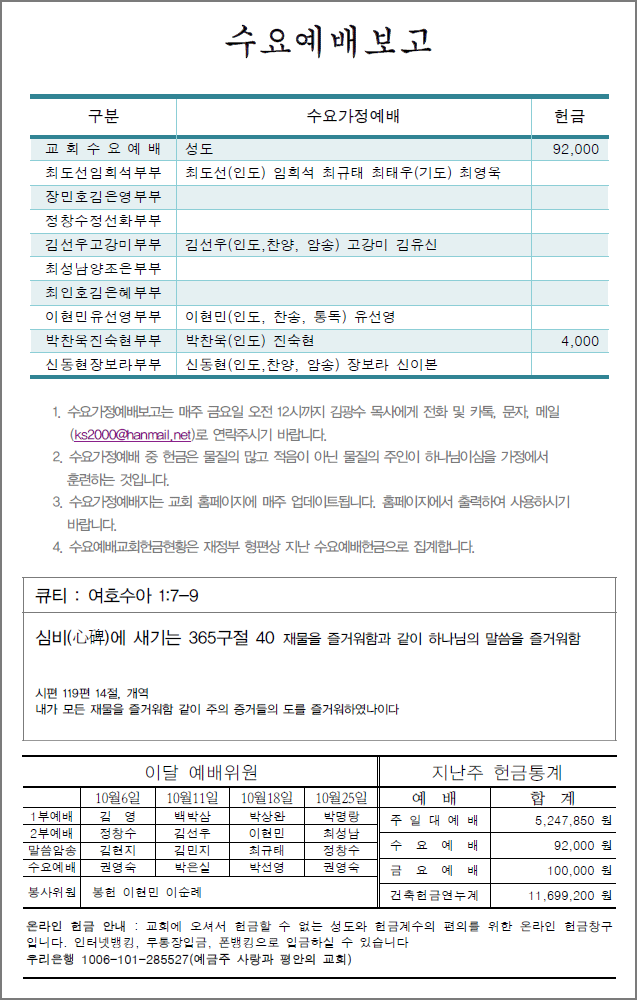 수요예배보고
구분 수요가정예배 헌금
교 회 수 요 예 배 성도 92,000
최도선임희석부부 최도선(인도) 임희석 최규태 최태우(기도) 최영욱
장민호김은영부부
정창수정선화부부
김선우고강미부부 김선우(인도,찬양, 암송) 고강미 김유신
최성남양조은부부
최인호김은혜부부
이현민유선영부부 이현민(인도, 찬송, 통독) 유선영
박찬욱진숙현부부 박찬욱(인도) 진숙현 4,000
신동현장보라부부 신동현(인도,찬양, 암송) 장보라 신이본
1. 수요가정예배보고는 매주 금요일 오전 12시까지 김광수 목사에게 전화 및 카톡, 문자, 메일
(ks2000@hanmail.net)로 연락주시기 바랍니다.
2. 수요가정예배 중 헌금은 물질의 많고 적음이 아닌 물질의 주인이 하나님이심을 가정에서
훈련하는 것입니다.
3. 수요가정예배지는 교회 홈페이지에 매주 업데이트됩니다. 홈페이지에서 출력하여 사용하시기
바랍니다.
4. 수요예배교회헌금현황은 재정부 형편상 지난 수요예배헌금으로 집계합니다.
큐티 : 여호수아 1:7-9
심비(心碑)에 새기는 365구절 40 재물을 즐거워함과 같이 하나님의 말씀을 즐거워함
시편 119편 14절, 개역
내가 모든 재물을 즐거워함 같이 주의 증거들의 도를 즐거워하였나이다
이달 예배위원 지난주 헌금통계
10월6일 10월11일 10월18일 10월25일 예 배 합 계
1부예배 김 영 백박삼 박상완 박명랑 주 일 대 예 배 5,247,850 원
2부예배 정창수 김선우 이현민 최성남
말씀암송 김현지 김민지 최규태 정창수 수 요 예 배 92,000 원
수요예배 권영숙 박은실 박선영 권영숙 금 요 예 배 100,000 원
봉사위원 봉헌 이현민 이순례 건축헌금연누계 11,699,200 원
온라인 헌금 안내 : 교회에 오셔서 헌금할 수 없는 성도와 헌금계수의 편의를 위한 온라인 헌금창구
입니다. 인터넷뱅킹, 무통장입금, 폰뱅킹으로 입금하실 수 있습니다
우리은행 1006-101-285527(예금주 사랑과 평안의 교회)